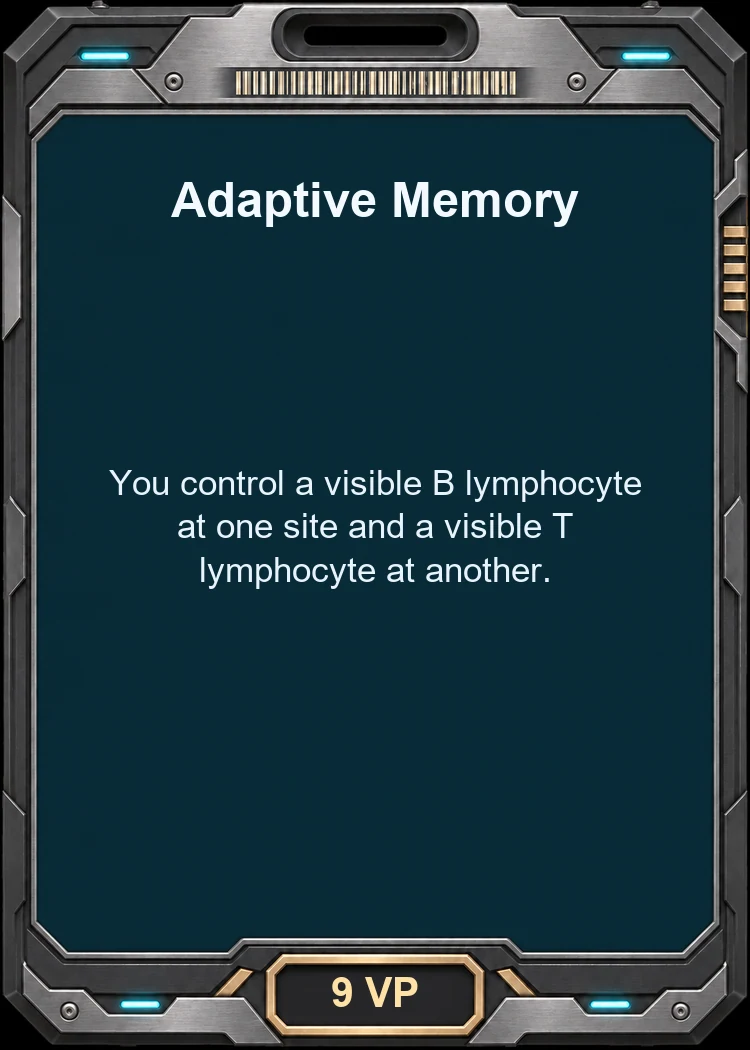 Adaptive Memory
You control a visible B lymphocyte
at one site and a visible T
lymphocyte at another.
9 VP